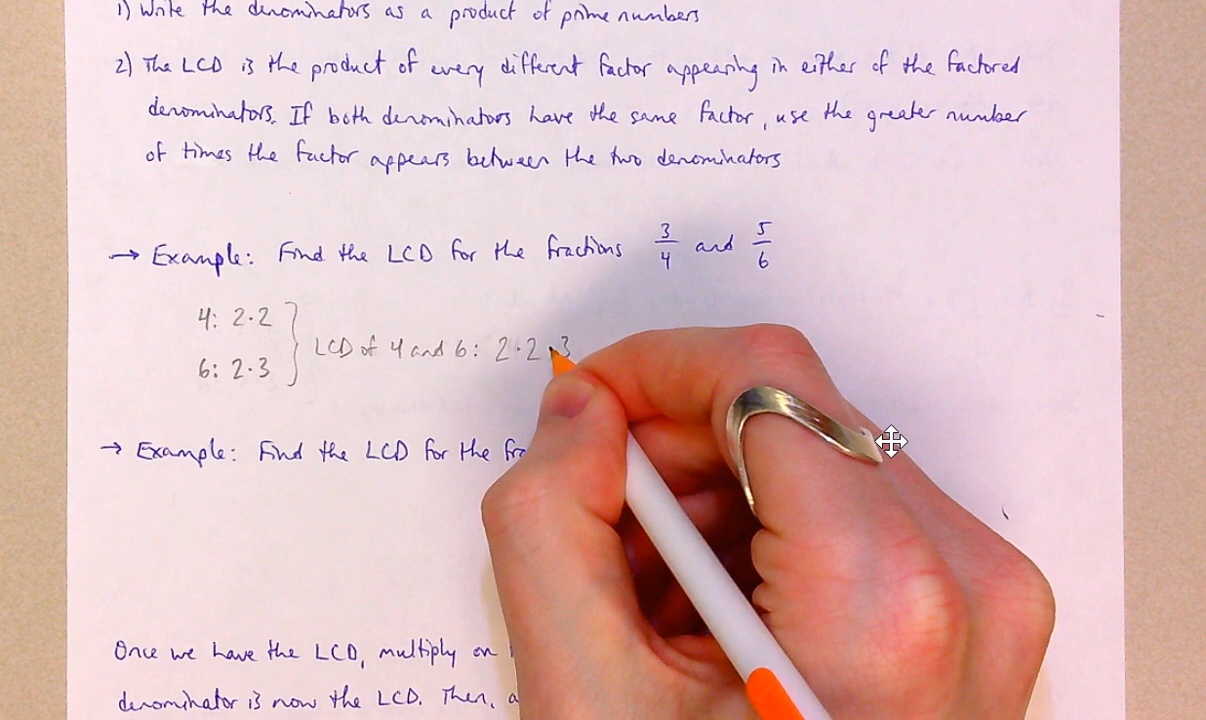 1) Write the denominators as a product of prime numbers
2) The LCD is the product of every different factor appearing in either of the factored
denominators. If both denominators have the same factor, use the greater number
of times the factor appears between the two denominators
→ Example: Find the LCD for the fractions 3/4 and 5/6
4: 2·2
6: 2·3
LCD of 4 and 6: 2·2·3
→ Example: Find the LCD for the
Once we have the LCD, multiply on
denominator is now the LCD. Then,